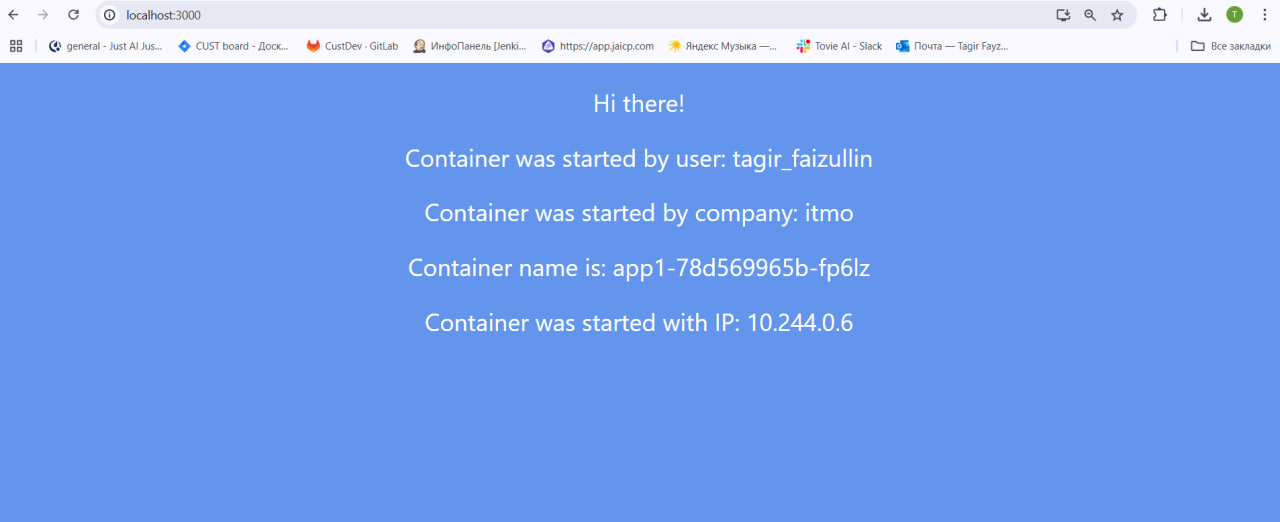 localhost:3000
T
general - Just AI Jus...
CUST board - Доск...
CustDev · GitLab
ИнфоПанель [Jenki...
https://app.jaicp.com
Яндекс Музыка —...
Tovie AI - Slack
Почта — Tagir Fayz...
Все закладки
Hi there!
Container was started by user: tagir_faizullin
Container was started by company: itmo
Container name is: app1-78d569965b-fp6lz
Container was started with IP: 10.244.0.6